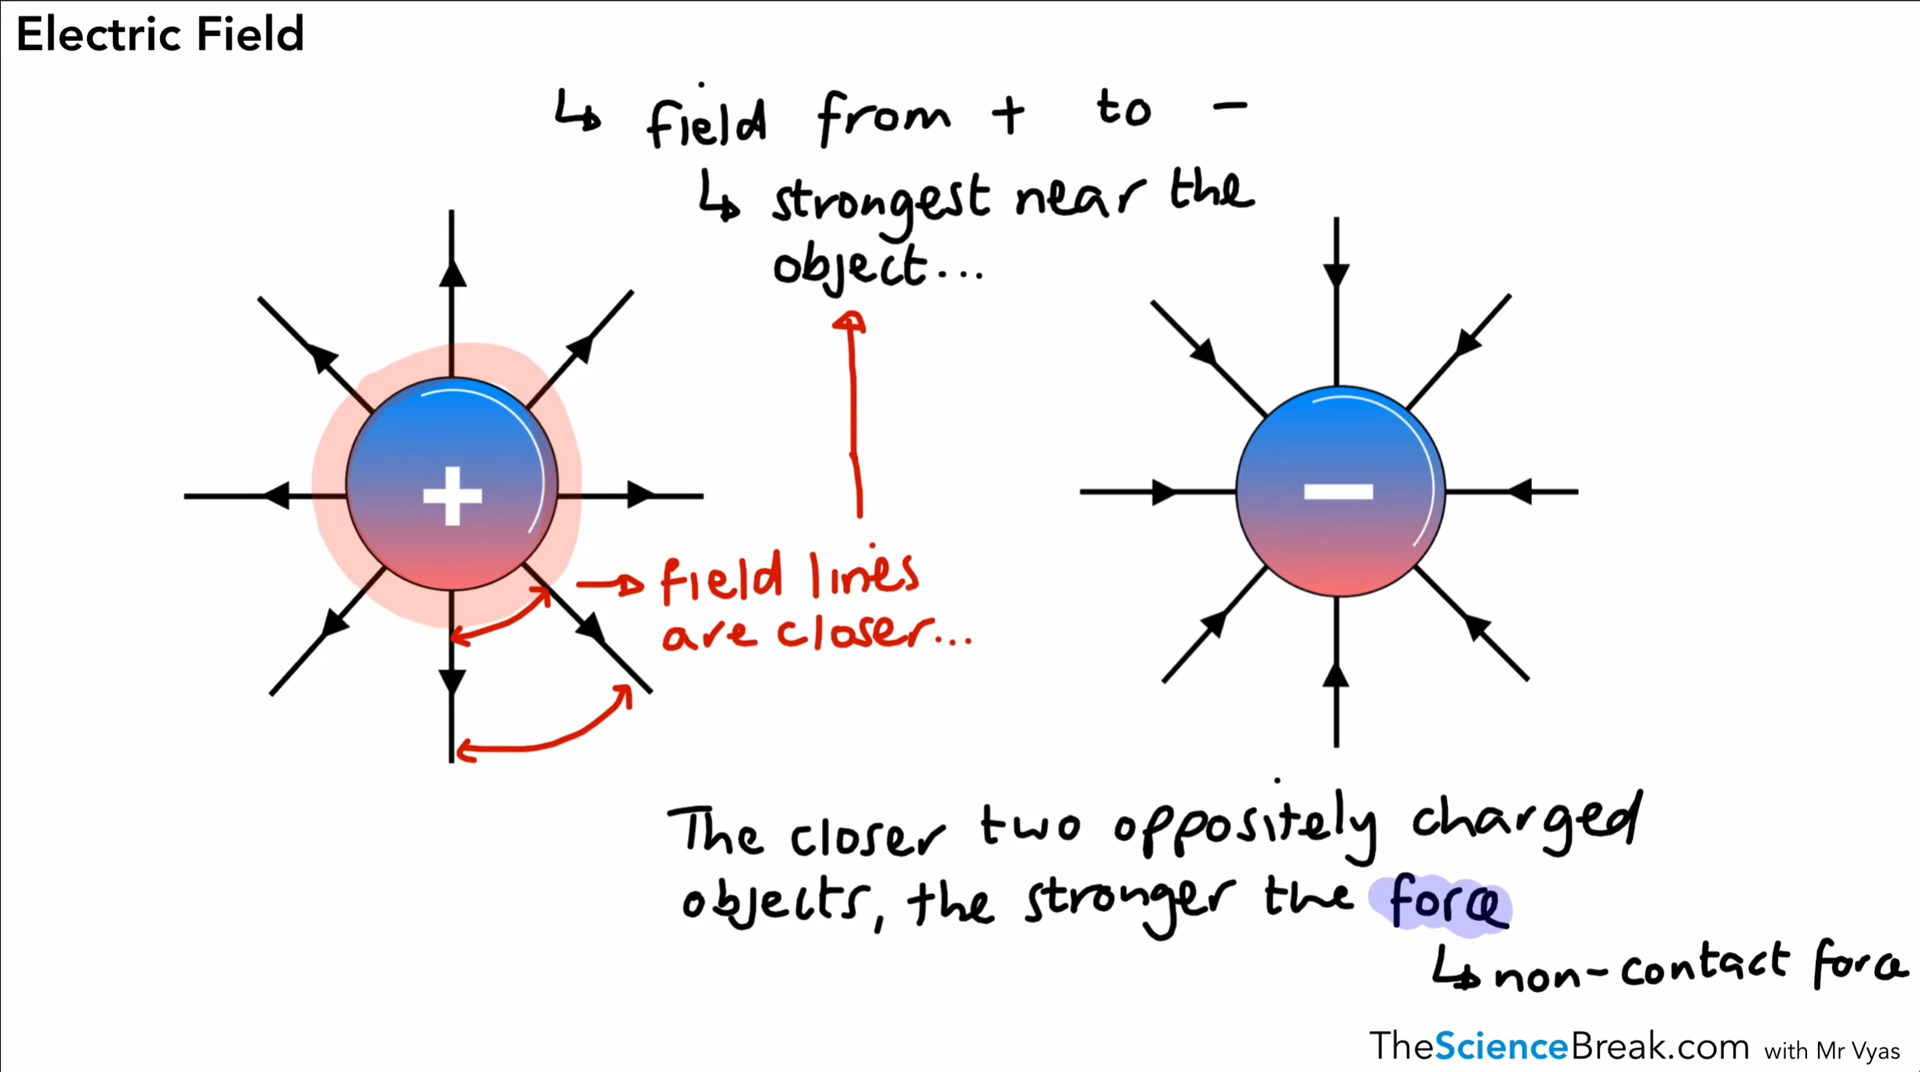 Electric Field
↳ field from + to -
↳ strongest near the
object...
+
-
→ field lines
are closer...
The closer two oppositely charged
objects, the stronger the force
↳ non-contact force
TheScienceBreak.com with Mr Vyas